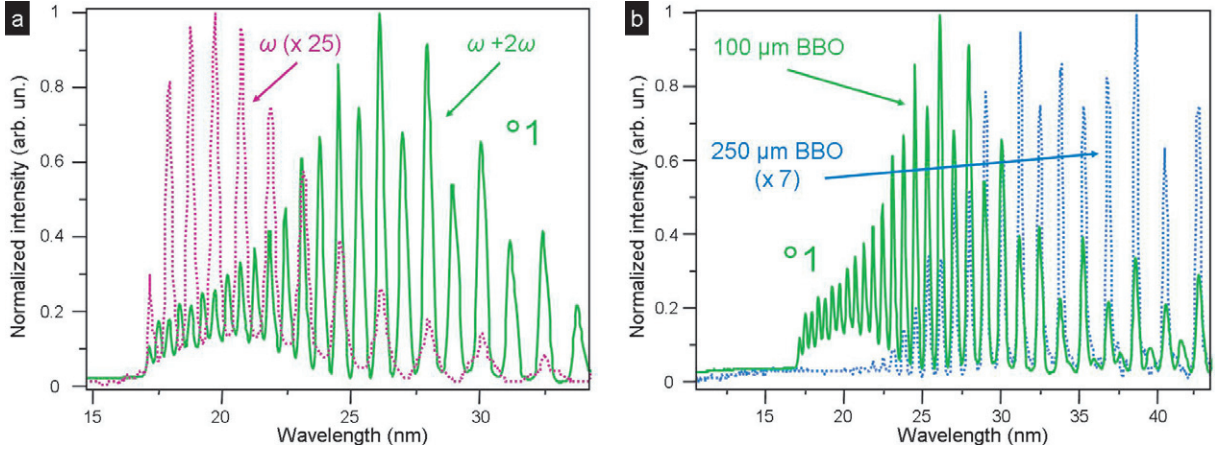 a
Normalized intensity (arb. un.)
1
0.8
0.6
0.4
0.2
0
ω (x 25)
ω +2ω
°1
15
20
25
30
Wavelength (nm)
b
Normalized intensity (arb. un.)
1
0.8
0.6
0.4
0.2
0
100 μm BBO
250 μm BBO
(x 7)
°1
15
20
25
30
35
40
Wavelength (nm)